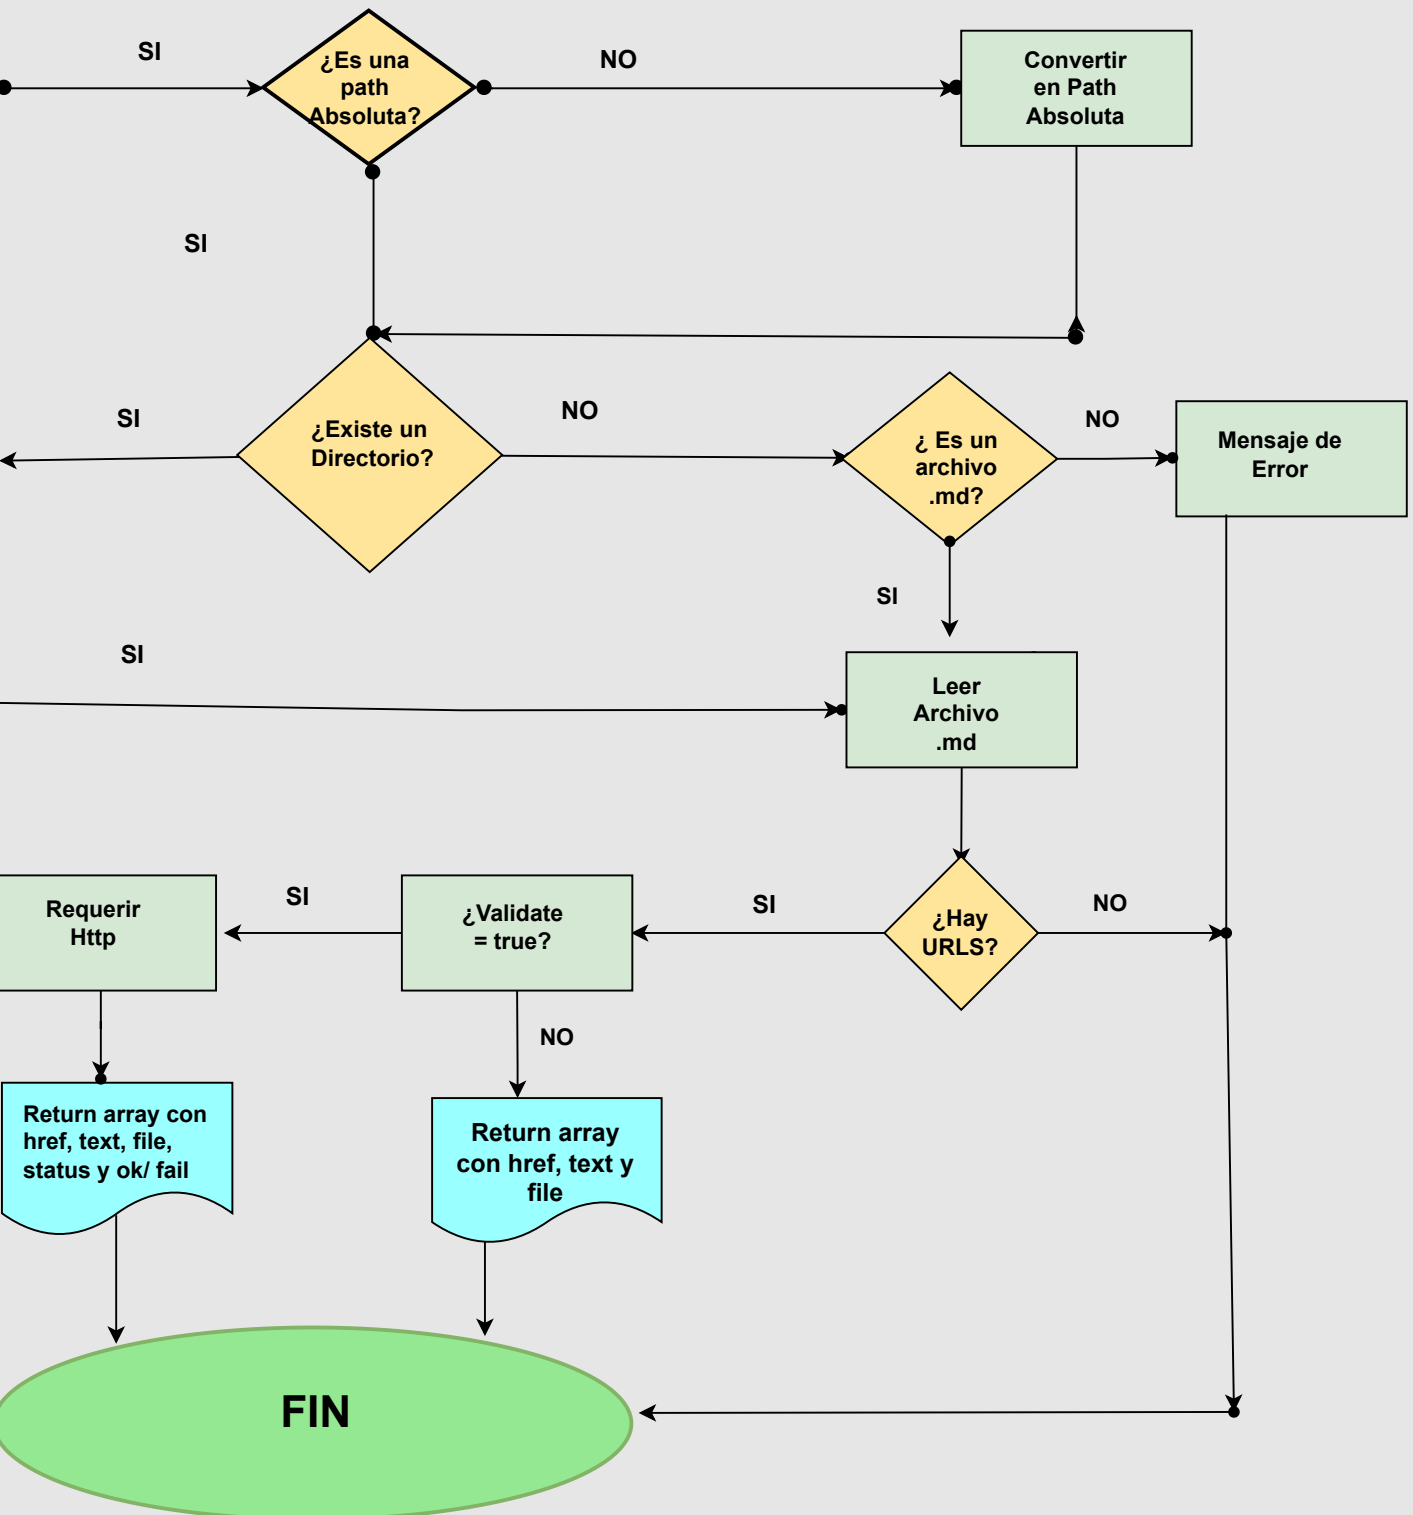 SI
¿Es una
path
Absoluta?
NO
Convertir
en Path
Absoluta
SI
SI
¿Existe un
Directorio?
NO
¿ Es un
archivo
.md?
NO
Mensaje de
Error
SI
SI
Leer
Archivo
.md
Requerir
Http
SI
¿Validate
= true?
SI
¿Hay
URLS?
NO
NO
Return array con
href, text, file,
status y ok/ fail
Return array
con href, text y
file
FIN